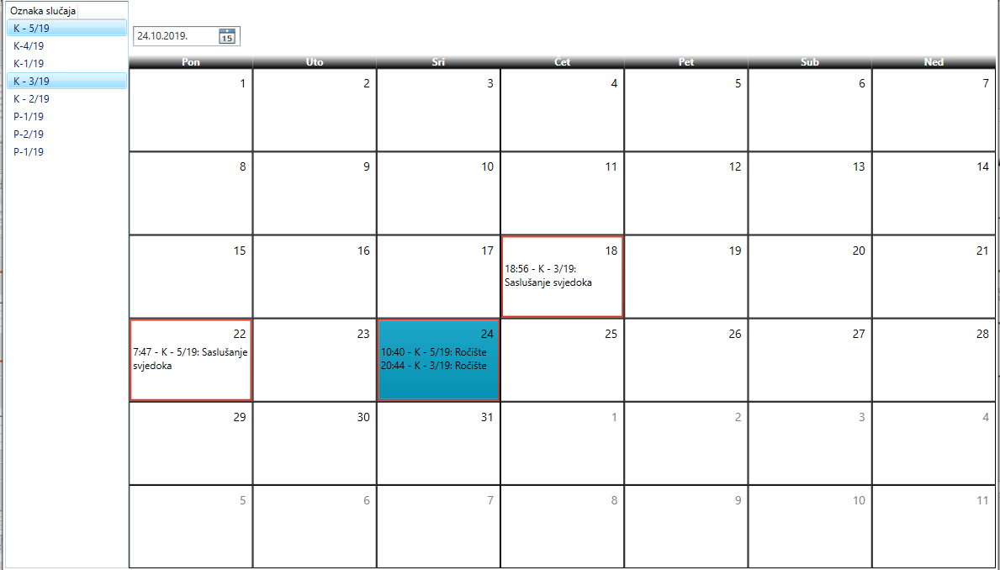 Oznaka slučaja
K - 5/19
K-4/19
K-1/19
K - 3/19
K - 2/19
P-1/19
P-2/19
P-1/19
24.10.2019.
15
Pon Uto Sri Čet Pet Sub Ned
1 2 3 4 5 6 7
8 9 10 11 12 13 14
15 16 17 18 19 20 21
18:56 - K - 3/19:
Saslušanje svjedoka
22 23 24 25 26 27 28
7:47 - K - 5/19: Saslušanje
svjedoka
10:40 - K - 5/19: Ročište
20:44 - K - 3/19: Ročište
29 30 31 1 2 3 4
5 6 7 8 9 10 11